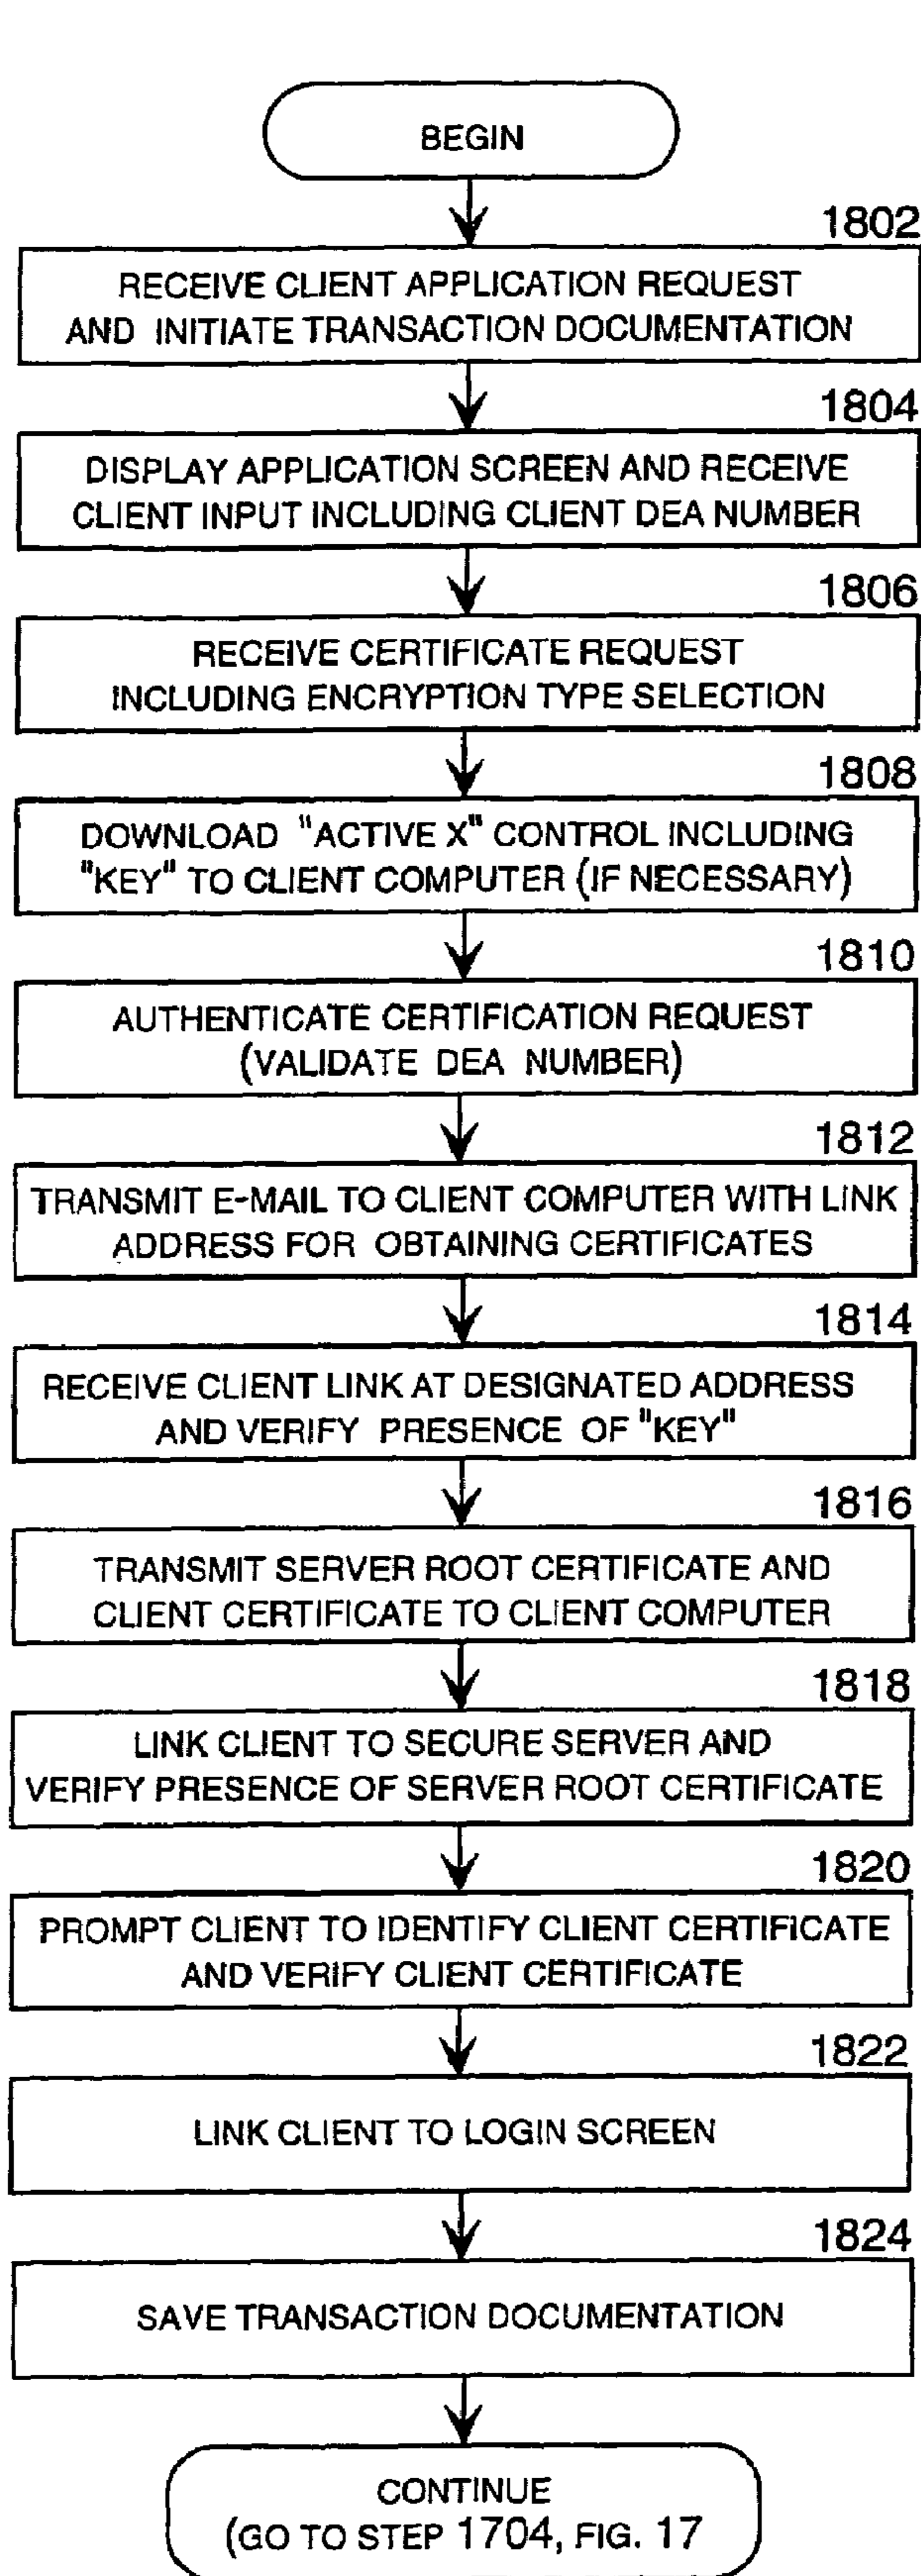 BEGIN
1802
RECEIVE CLIENT APPLICATION REQUEST
AND INITIATE TRANSACTION DOCUMENTATION
1804
DISPLAY APPLICATION SCREEN AND RECEIVE
CLIENT INPUT INCLUDING CLIENT DEA NUMBER
1806
RECEIVE CERTIFICATE REQUEST
INCLUDING ENCRYPTION TYPE SELECTION
1808
DOWNLOAD "ACTIVE X" CONTROL INCLUDING
"KEY" TO CLIENT COMPUTER (IF NECESSARY)
1810
AUTHENTICATE CERTIFICATION REQUEST
(VALIDATE DEA NUMBER)
1812
TRANSMIT E-MAIL TO CLIENT COMPUTER WITH LINK
ADDRESS FOR OBTAINING CERTIFICATES
1814
RECEIVE CLIENT LINK AT DESIGNATED ADDRESS
AND VERIFY PRESENCE OF "KEY"
1816
TRANSMIT SERVER ROOT CERTIFICATE AND
CLIENT CERTIFICATE TO CLIENT COMPUTER
1818
LINK CLIENT TO SECURE SERVER AND
VERIFY PRESENCE OF SERVER ROOT CERTIFICATE
1820
PROMPT CLIENT TO IDENTIFY CLIENT CERTIFICATE
AND VERIFY CLIENT CERTIFICATE
1822
LINK CLIENT TO LOGIN SCREEN
1824
SAVE TRANSACTION DOCUMENTATION
CONTINUE
(GO TO STEP 1704, FIG. 17